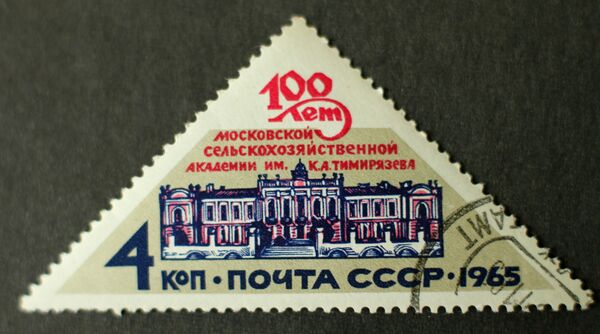 100
лет
МОСКОВСКОЙ
СЕЛЬСКОХОЗЯЙСТВЕННОЙ
АКАДЕМИИ ИМ. К.А.ТИМИРЯЗЕВА
4 КОП • ПОЧТА СССР • 1965